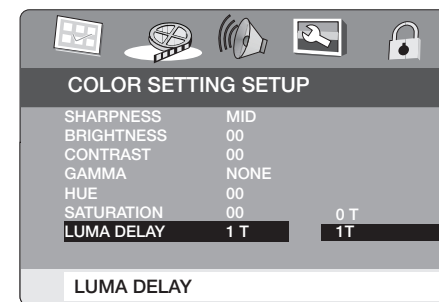 COLOR SETTING SETUP
SHARPNESS MID
BRIGHTNESS 00
CONTRAST 00
GAMMA NONE
HUE 00
SATURATION 00 0 T
LUMA DELAY 1 T 1T
LUMA DELAY